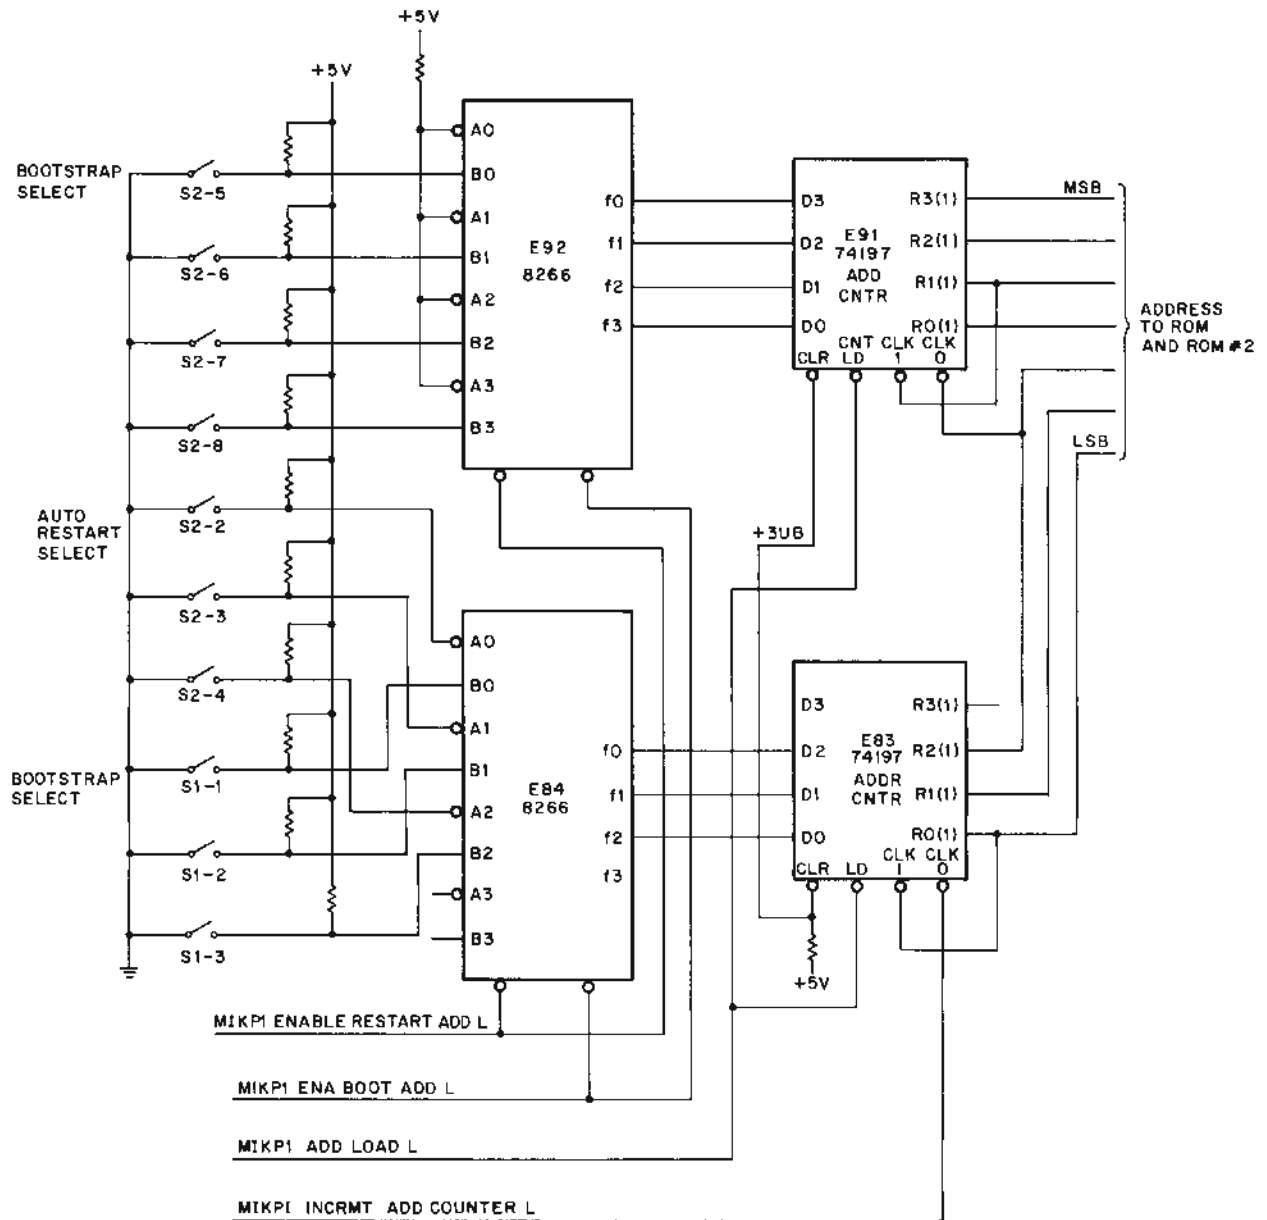 +5V
+5V
BOOTSTRAP
SELECT
S2-5
S2-6
S2-7
S2-8
AUTO
RESTART
SELECT
S2-2
S2-3
S2-4
BOOTSTRAP
SELECT
S1-1
S1-2
S1-3
A0
B0
A1
B1
A2
B2
A3
B3
E92
8266
f0
f1
f2
f3
D3
D2
D1
D0
E91
74197
ADD
CNTR
R3(1)
R2(1)
R1(1)
R0(1)
CNT CLK CLK
CLR LD 1 0
MSB
LSB
ADDRESS
TO ROM
AND ROM #2
+3UB
A0
B0
A1
B1
A2
B2
A3
B3
E84
8266
f0
f1
f2
f3
D3
D2
D1
D0
E83
74197
ADDR
CNTR
R3(1)
R2(1)
R1(1)
R0(1)
CLK CLK
CLR LD 1 0
+5V
MIKP1 ENABLE RESTART ADD L
MIKP1 ENA BOOT ADD L
MIKP1 ADD LOAD L
MIKP1 INCRMT ADD COUNTER L